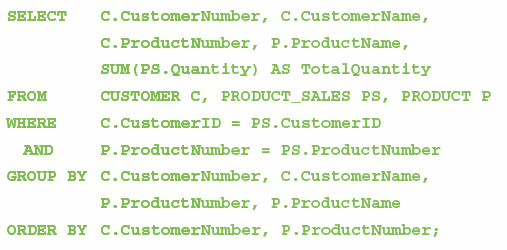 SELECT C.CustomerNumber, C.CustomerName,
C.ProductNumber, P.ProductName,
SUM(PS.Quantity) AS TotalQuantity
FROM CUSTOMER C, PRODUCT_SALES PS, PRODUCT P
WHERE C.CustomerID = PS.CustomerID
AND P.ProductNumber = PS.ProductNumber
GROUP BY C.CustomerNumber, C.CustomerName,
P.ProductNumber, P.ProductName
ORDER BY C.CustomerNumber, P.ProductNumber;